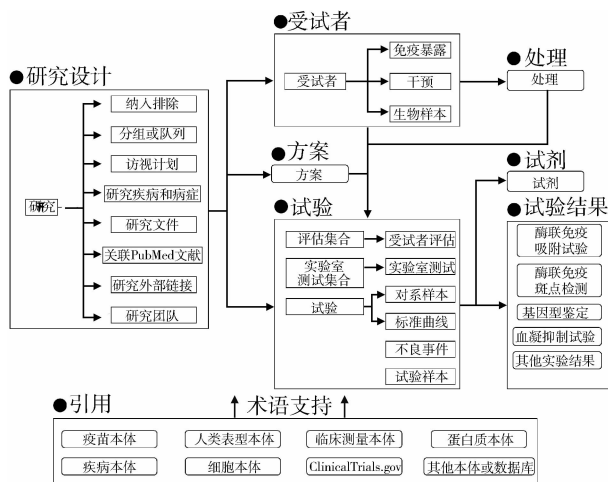 ●研究设计
研究
纳入排除
分组或队列
访视计划
研究疾病和病症
研究文件
关联PubMed文献
研究外部链接
研究团队
●受试者
受试者
免疫暴露
干预
生物样本
●处理
处理
●方案
方案
●试验
评估集合
受试者评估
实验室
测试集合
实验室测试
试验
对系样本
标准曲线
不良事件
试验样本
●试剂
试剂
●试验结果
酶联免疫
吸附试验
酶联免疫
斑点检测
基因型鉴定
血凝抑制试验
其他实验结果
●引用
术语支持
疫苗本体
人类表型本体
临床测量本体
蛋白质本体
疾病本体
细胞本体
ClinicalTrials.gov
其他本体或数据库